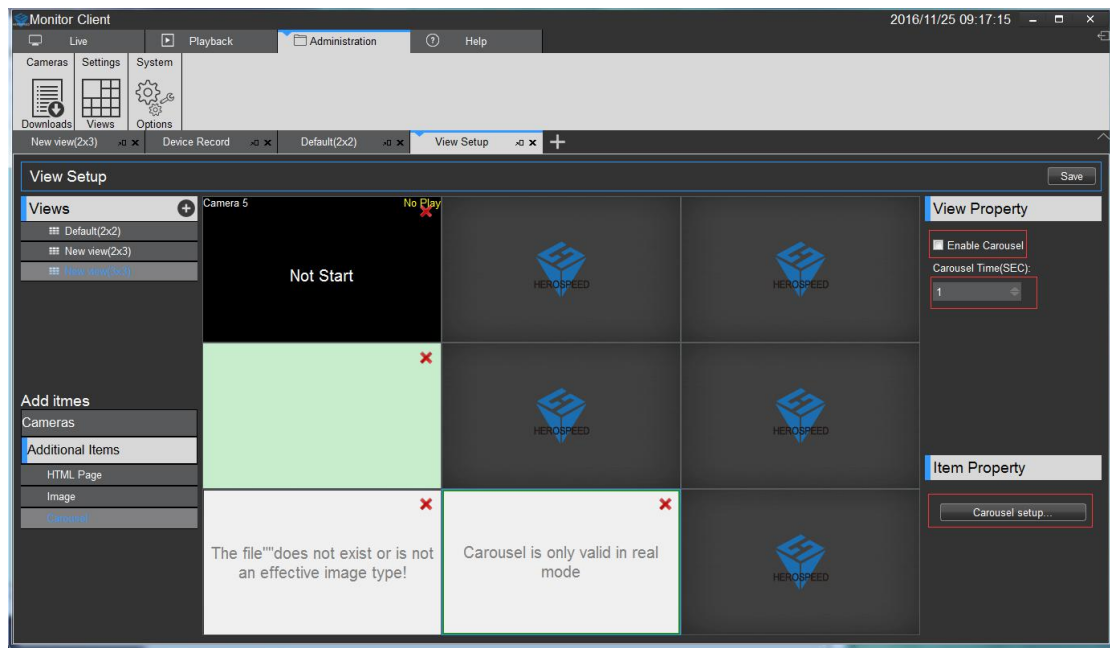 Monitor Client
2016/11/25 09:17:15
Live
Playback
Administration
Help
Cameras
Settings
System
Downloads
Views
Options
New view(2x3)
Device Record
Default(2x2)
View Setup
View Setup
Save
Views
Default(2x2)
New view(2x3)
New view(3x3)
Add itmes
Cameras
Additional Items
HTML Page
Image
Carousel
Camera 5
No Play
Not Start
HEROSPEED
HEROSPEED
HEROSPEED
HEROSPEED
The file""does not exist or is not
an effective image type!
Carousel is only valid in real
mode
HEROSPEED
View Property
Enable Carousel
Carousel Time(SEC):
1
Item Property
Carousel setup...